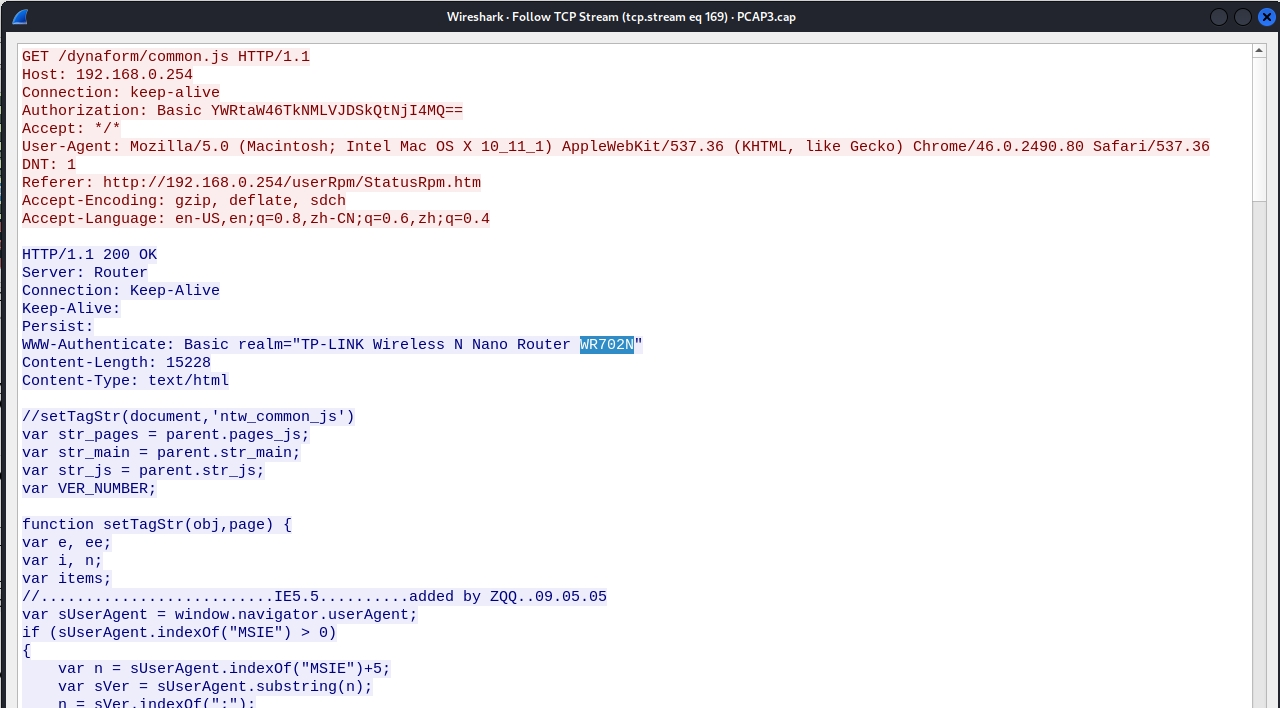 Wireshark · Follow TCP Stream (tcp.stream eq 169) · PCAP3.cap
GET /dynaform/common.js HTTP/1.1
Host: 192.168.0.254
Connection: keep-alive
Authorization: Basic YWRtaW46TkNMLVJDSkQtNjI4MQ==
Accept: */*
User-Agent: Mozilla/5.0 (Macintosh; Intel Mac OS X 10_11_1) AppleWebKit/537.36 (KHTML, like Gecko) Chrome/46.0.2490.80 Safari/537.36
DNT: 1
Referer: http://192.168.0.254/userRpm/StatusRpm.htm
Accept-Encoding: gzip, deflate, sdch
Accept-Language: en-US,en;q=0.8,zh-CN;q=0.6,zh;q=0.4
HTTP/1.1 200 OK
Server: Router
Connection: Keep-Alive
Keep-Alive:
Persist:
WWW-Authenticate: Basic realm="TP-LINK Wireless N Nano Router WR702N"
Content-Length: 15228
Content-Type: text/html
//setTagStr(document,'ntw_common_js')
var str_pages = parent.pages_js;
var str_main = parent.str_main;
var str_js = parent.str_js;
var VER_NUMBER;
function setTagStr(obj,page) {
var e, ee;
var i, n;
var items;
//..........................IE5.5..........added by ZQQ..09.05.05
var sUserAgent = window.navigator.userAgent;
if (sUserAgent.indexOf("MSIE") > 0)
{
    var n = sUserAgent.indexOf("MSIE")+5;
    var sVer = sUserAgent.substring(n);
    n = sVer.indexOf(";");